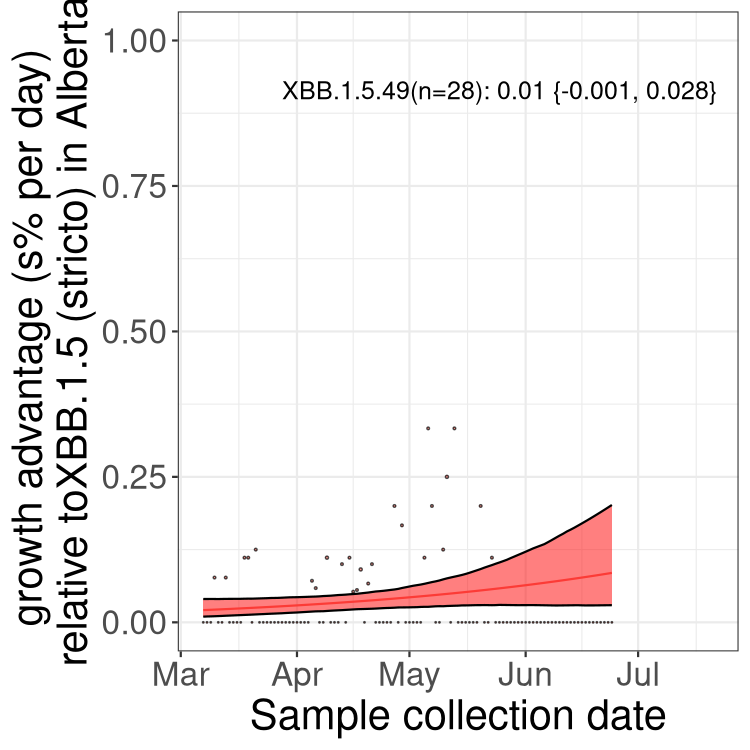 growth advantage (s% per day)
relative toXBB.1.5 (stricto) in Alberta
1.00
XBB.1.5.49(n=28): 0.01 {-0.001, 0.028}
0.75
0.50
0.25
0.00
Mar Apr May Jun Jul
Sample collection date